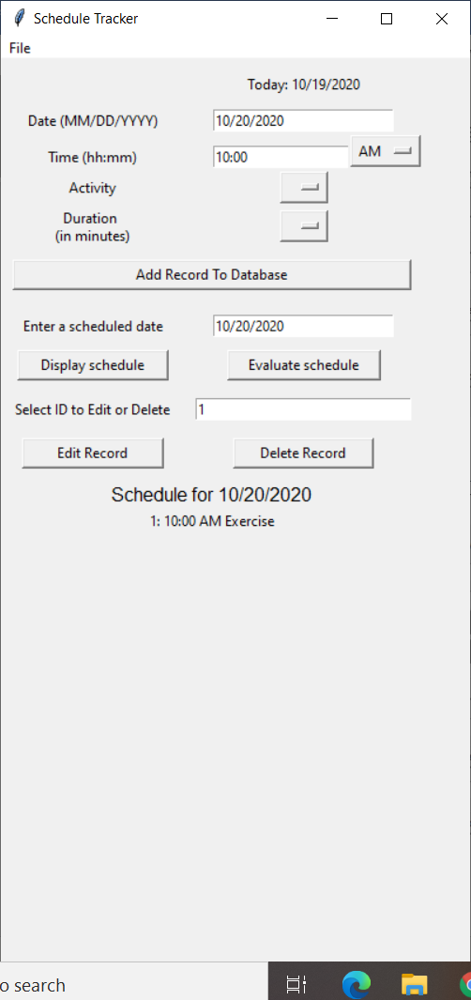 Schedule Tracker
File
Today: 10/19/2020
Date (MM/DD/YYYY) 10/20/2020
Time (hh:mm) 10:00 AM
Activity
Duration
(in minutes)
Add Record To Database
Enter a scheduled date 10/20/2020
Display schedule Evaluate schedule
Select ID to Edit or Delete 1
Edit Record Delete Record
Schedule for 10/20/2020
1: 10:00 AM Exercise
o search